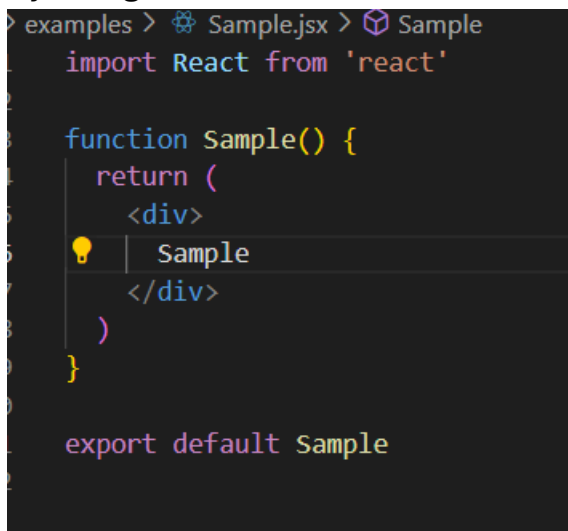 examples > Sample.jsx > Sample
import React from 'react'
function Sample() {
return (
<div>
Sample
</div>
)
}
export default Sample